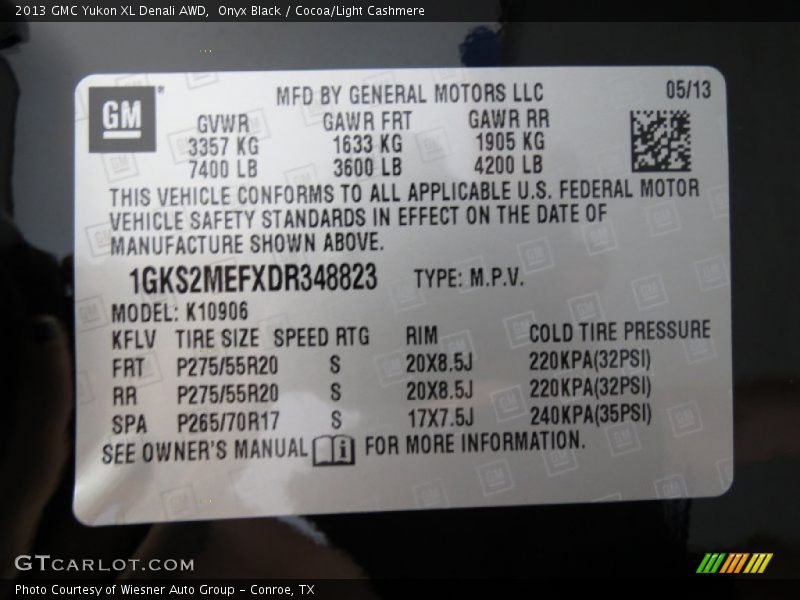 2013 GMC Yukon XL Denali AWD,  Onyx Black / Cocoa/Light Cashmere
GM
MFD BY GENERAL MOTORS LLC 05/13
GVWR GAWR FRT GAWR RR
3357 KG 1633 KG 1905 KG
7400 LB 3600 LB 4200 LB
THIS VEHICLE CONFORMS TO ALL APPLICABLE U.S. FEDERAL MOTOR
VEHICLE SAFETY STANDARDS IN EFFECT ON THE DATE OF
MANUFACTURE SHOWN ABOVE.
1GKS2MEFXDR348823 TYPE: M.P.V.
MODEL: K10906
KFLV TIRE SIZE SPEED RTG RIM COLD TIRE PRESSURE
FRT P275/55R20 S 20X8.5J 220KPA(32PSI)
RR P275/55R20 S 20X8.5J 220KPA(32PSI)
SPA P265/70R17 S 17X7.5J 240KPA(35PSI)
SEE OWNER'S MANUAL i FOR MORE INFORMATION.
GTCARLOT.COM
Photo Courtesy of Wiesner Auto Group - Conroe, TX